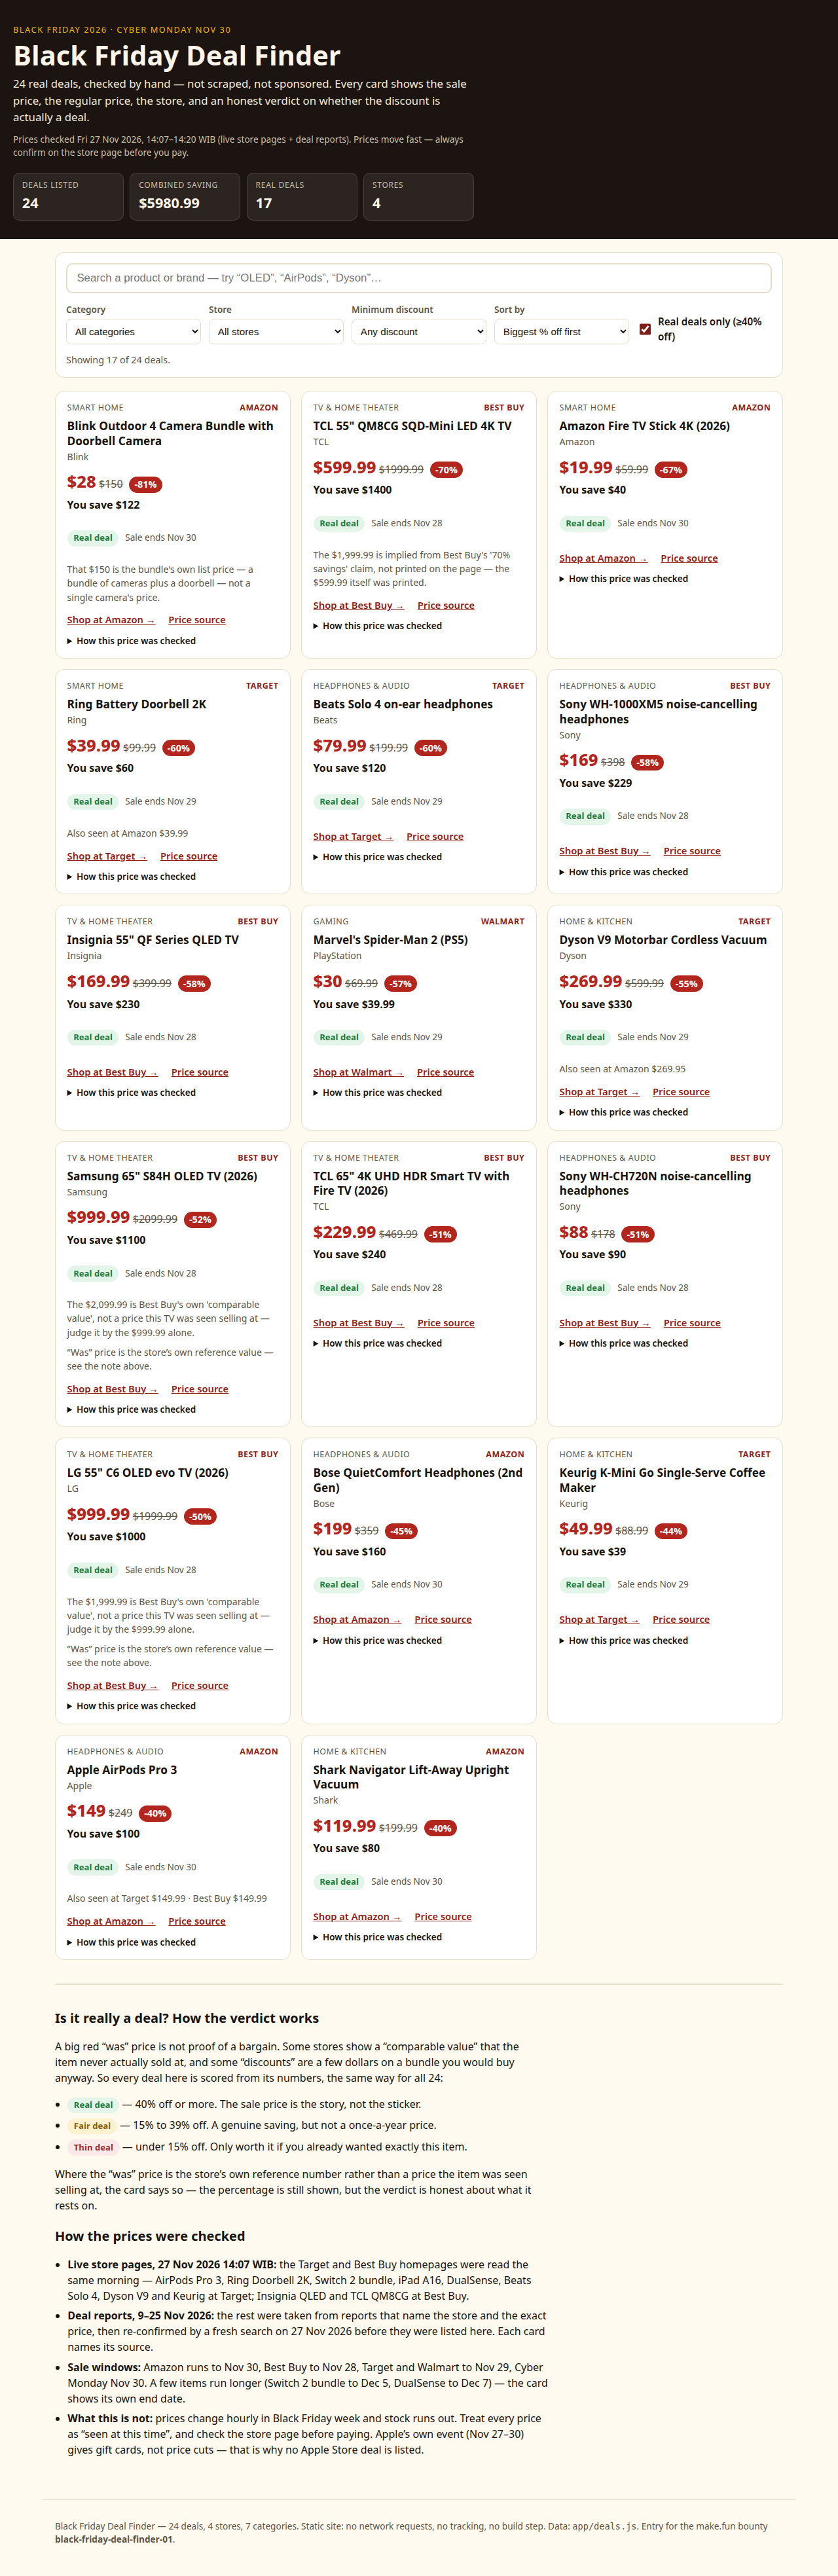 BLACK FRIDAY 2026 · CYBER MONDAY NOV 30
Black Friday Deal Finder
24 real deals, checked by hand — not scraped, not sponsored. Every card shows the sale
price, the regular price, the store, and an honest verdict on whether the discount is
actually a deal.
Prices checked Fri 27 Nov 2026, 14:07–14:20 WIB (live store pages + deal reports). Prices move fast — always
confirm on the store page before you pay.
DEALS LISTED
24
COMBINED SAVING
$5980.99
REAL DEALS
17
STORES
4
Search a product or brand — try “OLED”, “AirPods”, “Dyson”…
Category
All categories
Store
All stores
Minimum discount
Any discount
Sort by
Biggest % off first
Real deals only (≥40%
off)
Showing 17 of 24 deals.
SMART HOME AMAZON
Blink Outdoor 4 Camera Bundle with
Doorbell Camera
Blink
$28 $150 -81%
You save $122
Real deal Sale ends Nov 30
That $150 is the bundle's own list price — a
bundle of cameras plus a doorbell — not a
single camera's price.
Shop at Amazon → Price source
▶ How this price was checked
TV & HOME THEATER BEST BUY
TCL 55" QM8CG SQD-Mini LED 4K TV
TCL
$599.99 $1999.99 -70%
You save $1400
Real deal Sale ends Nov 28
The $1,999.99 is implied from Best Buy's '70%
savings' claim, not printed on the page — the
$599.99 itself was printed.
Shop at Best Buy → Price source
▶ How this price was checked
SMART HOME AMAZON
Amazon Fire TV Stick 4K (2026)
Amazon
$19.99 $59.99 -67%
You save $40
Real deal Sale ends Nov 30
Shop at Amazon → Price source
▶ How this price was checked
SMART HOME TARGET
Ring Battery Doorbell 2K
Ring
$39.99 $99.99 -60%
You save $60
Real deal Sale ends Nov 29
Also seen at Amazon $39.99
Shop at Target → Price source
▶ How this price was checked
HEADPHONES & AUDIO TARGET
Beats Solo 4 on-ear headphones
Beats
$79.99 $199.99 -60%
You save $120
Real deal Sale ends Nov 29
Shop at Target → Price source
▶ How this price was checked
HEADPHONES & AUDIO BEST BUY
Sony WH-1000XM5 noise-cancelling
headphones
Sony
$169 $398 -58%
You save $229
Real deal Sale ends Nov 28
Shop at Best Buy → Price source
▶ How this price was checked
TV & HOME THEATER BEST BUY
Insignia 55" QF Series QLED TV
Insignia
$169.99 $399.99 -58%
You save $230
Real deal Sale ends Nov 28
Shop at Best Buy → Price source
▶ How this price was checked
GAMING WALMART
Marvel's Spider-Man 2 (PS5)
PlayStation
$30 $69.99 -57%
You save $39.99
Real deal Sale ends Nov 29
Shop at Walmart → Price source
▶ How this price was checked
HOME & KITCHEN TARGET
Dyson V9 Motorbar Cordless Vacuum
Dyson
$269.99 $599.99 -55%
You save $330
Real deal Sale ends Nov 29
Also seen at Amazon $269.95
Shop at Target → Price source
▶ How this price was checked
TV & HOME THEATER BEST BUY
Samsung 65" S84H OLED TV (2026)
Samsung
$999.99 $2099.99 -52%
You save $1100
Real deal Sale ends Nov 28
The $2,099.99 is Best Buy's own 'comparable
value', not a price this TV was seen selling at —
judge it by the $999.99 alone.
“Was” price is the store’s own reference value —
see the note above.
Shop at Best Buy → Price source
▶ How this price was checked
TV & HOME THEATER BEST BUY
TCL 65" 4K UHD HDR Smart TV with
Fire TV (2026)
TCL
$229.99 $469.99 -51%
You save $240
Real deal Sale ends Nov 28
Shop at Best Buy → Price source
▶ How this price was checked
HEADPHONES & AUDIO BEST BUY
Sony WH-CH720N noise-cancelling
headphones
Sony
$88 $178 -51%
You save $90
Real deal Sale ends Nov 28
Shop at Best Buy → Price source
▶ How this price was checked
TV & HOME THEATER BEST BUY
LG 55" C6 OLED evo TV (2026)
LG
$999.99 $1999.99 -50%
You save $1000
Real deal Sale ends Nov 28
The $1,999.99 is Best Buy's own 'comparable
value', not a price this TV was seen selling at —
judge it by the $999.99 alone.
“Was” price is the store’s own reference value —
see the note above.
Shop at Best Buy → Price source
▶ How this price was checked
HEADPHONES & AUDIO AMAZON
Bose QuietComfort Headphones (2nd
Gen)
Bose
$199 $359 -45%
You save $160
Real deal Sale ends Nov 30
Shop at Amazon → Price source
▶ How this price was checked
HOME & KITCHEN TARGET
Keurig K-Mini Go Single-Serve Coffee
Maker
Keurig
$49.99 $88.99 -44%
You save $39
Real deal Sale ends Nov 29
Shop at Target → Price source
▶ How this price was checked
HEADPHONES & AUDIO AMAZON
Apple AirPods Pro 3
Apple
$149 $249 -40%
You save $100
Real deal Sale ends Nov 30
Also seen at Target $149.99 · Best Buy $149.99
Shop at Amazon → Price source
▶ How this price was checked
HOME & KITCHEN AMAZON
Shark Navigator Lift-Away Upright
Vacuum
Shark
$119.99 $199.99 -40%
You save $80
Real deal Sale ends Nov 30
Shop at Amazon → Price source
▶ How this price was checked
Is it really a deal? How the verdict works
A big red “was” price is not proof of a bargain. Some stores show a “comparable value” that the
item never actually sold at, and some “discounts” are a few dollars on a bundle you would buy
anyway. So every deal here is scored from its numbers, the same way for all 24:
• Real deal — 40% off or more. The sale price is the story, not the sticker.
• Fair deal — 15% to 39% off. A genuine saving, but not a once-a-year price.
• Thin deal — under 15% off. Only worth it if you already wanted exactly this item.
Where the “was” price is the store’s own reference number rather than a price the item was seen
selling at, the card says so — the percentage is still shown, but the verdict is honest about what it
rests on.
How the prices were checked
• Live store pages, 27 Nov 2026 14:07 WIB: the Target and Best Buy homepages were read the
same morning — AirPods Pro 3, Ring Doorbell 2K, Switch 2 bundle, iPad A16, DualSense, Beats
Solo 4, Dyson V9 and Keurig at Target; Insignia QLED and TCL QM8CG at Best Buy.
• Deal reports, 9–25 Nov 2026: the rest were taken from reports that name the store and the exact
price, then re-confirmed by a fresh search on 27 Nov 2026 before they were listed here. Each card
names its source.
• Sale windows: Amazon runs to Nov 30, Best Buy to Nov 28, Target and Walmart to Nov 29, Cyber
Monday Nov 30. A few items run longer (Switch 2 bundle to Dec 5, DualSense to Dec 7) — the card
shows its own end date.
• What this is not: prices change hourly in Black Friday week and stock runs out. Treat every price
as “seen at this time”, and check the store page before paying. Apple’s own event (Nov 27–30)
gives gift cards, not price cuts — that is why no Apple Store deal is listed.
Black Friday Deal Finder — 24 deals, 4 stores, 7 categories. Static site: no network requests, no tracking, no build step. Data: app/deals.js. Entry for the make.fun bounty
black-friday-deal-finder-01.